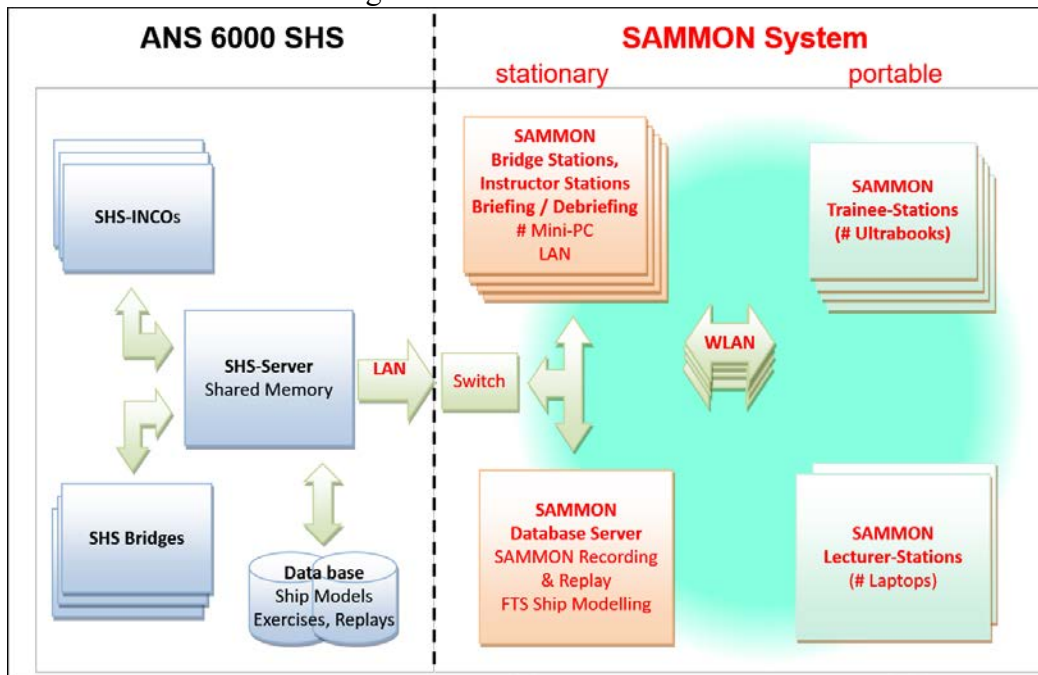 ANS 6000 SHS
SAMMON System
stationary
portable
SHS-INCOs
SHS-Server
Shared Memory
LAN
SHS Bridges
Data base
Ship Models
Exercises, Replays
Switch
SAMMON
Bridge Stations,
Instructor Stations
Briefing / Debriefing
# Mini-PC
LAN
SAMMON
Trainee-Stations
(# Ultrabooks)
WLAN
SAMMON
Database Server
SAMMON Recording
& Replay
FTS Ship Modelling
SAMMON
Lecturer-Stations
(# Laptops)